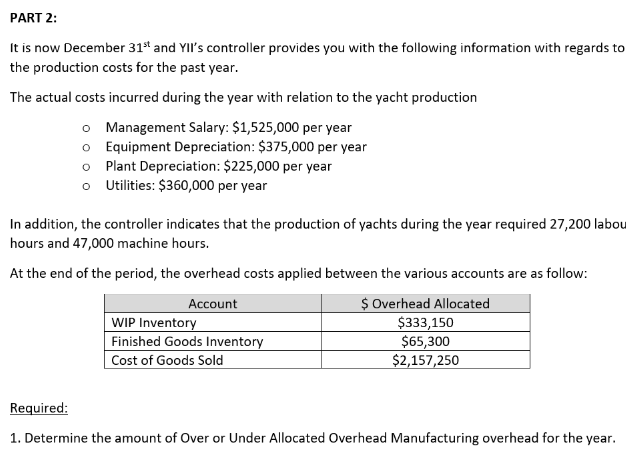 PART 2:
It is now December 31st and YII's controller provides you with the following information with regards to
the production costs for the past year.
The actual costs incurred during the year with relation to the yacht production
o Management Salary: $1,525,000 per year
o Equipment Depreciation: $375,000 per year
o Plant Depreciation: $225,000 per year
o Utilities: $360,000 per year
In addition, the controller indicates that the production of yachts during the year required 27,200 labou
hours and 47,000 machine hours.
At the end of the period, the overhead costs applied between the various accounts are as follow:
Account $ Overhead Allocated
WIP Inventory $333,150
Finished Goods Inventory $65,300
Cost of Goods Sold $2,157,250
Required:
1. Determine the amount of Over or Under Allocated Overhead Manufacturing overhead for the year.